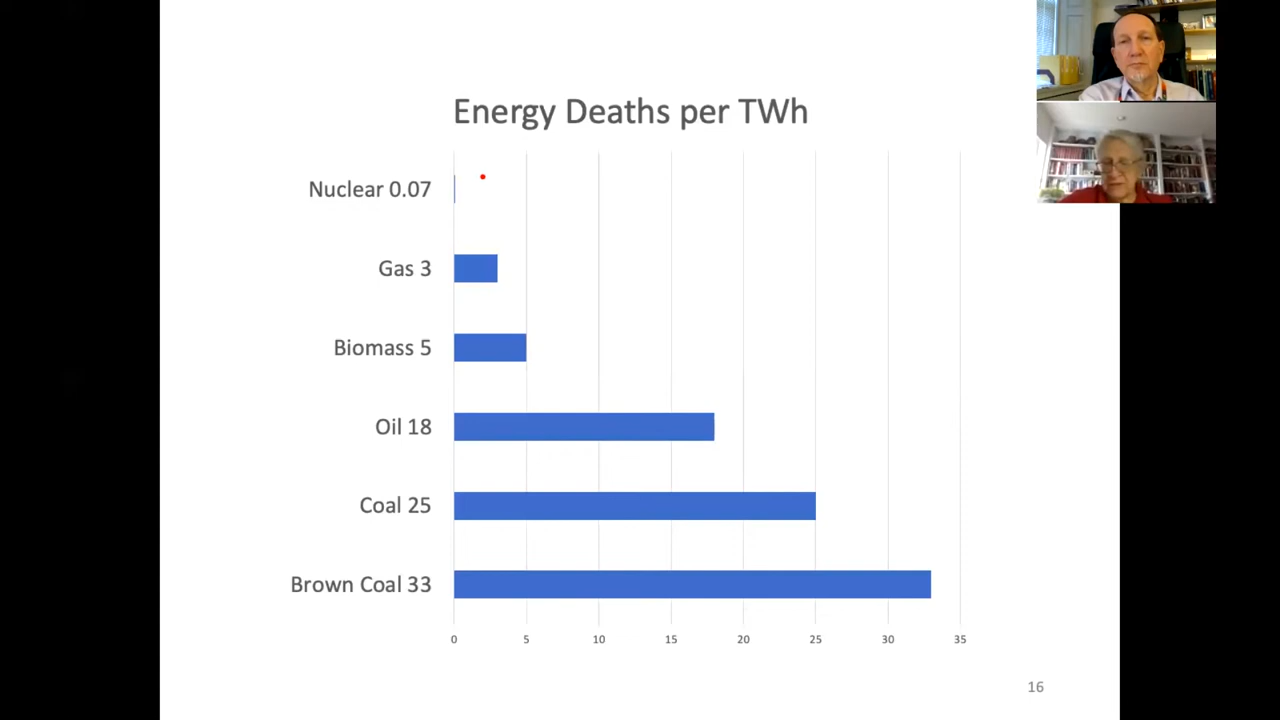 Energy Deaths per TWh
Nuclear 0.07
Gas 3
Biomass 5
Oil 18
Coal 25
Brown Coal 33
0 5 10 15 20 25 30 35
16